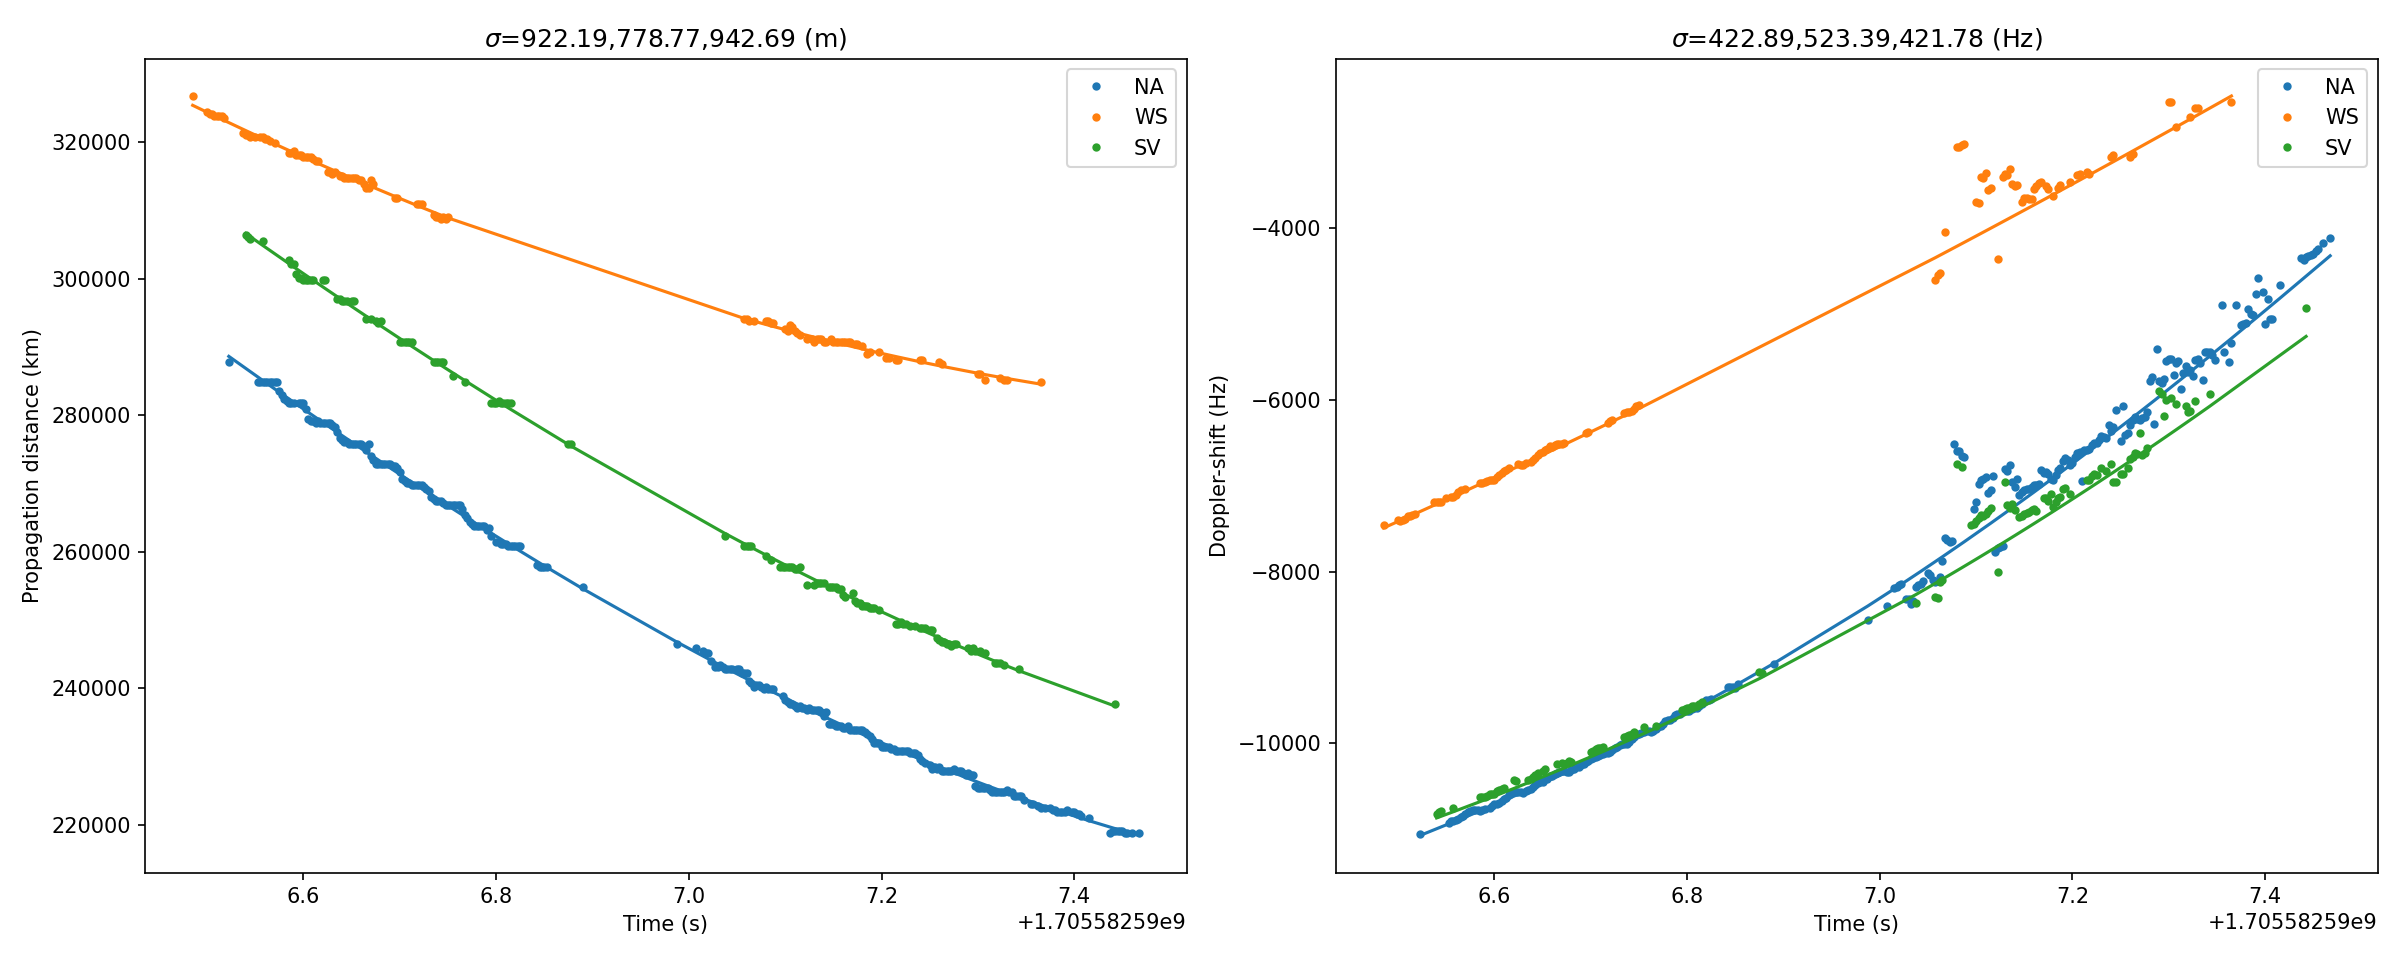 σ=922.19,778.77,942.69 (m)
NA
WS
SV
Propagation distance (km)
320000
300000
280000
260000
240000
220000
6.6 6.8 7.0 7.2 7.4
Time (s)
+1.70558259e9
σ=422.89,523.39,421.78 (Hz)
NA
WS
SV
Doppler-shift (Hz)
−4000
−6000
−8000
−10000
6.6 6.8 7.0 7.2 7.4
Time (s)
+1.70558259e9